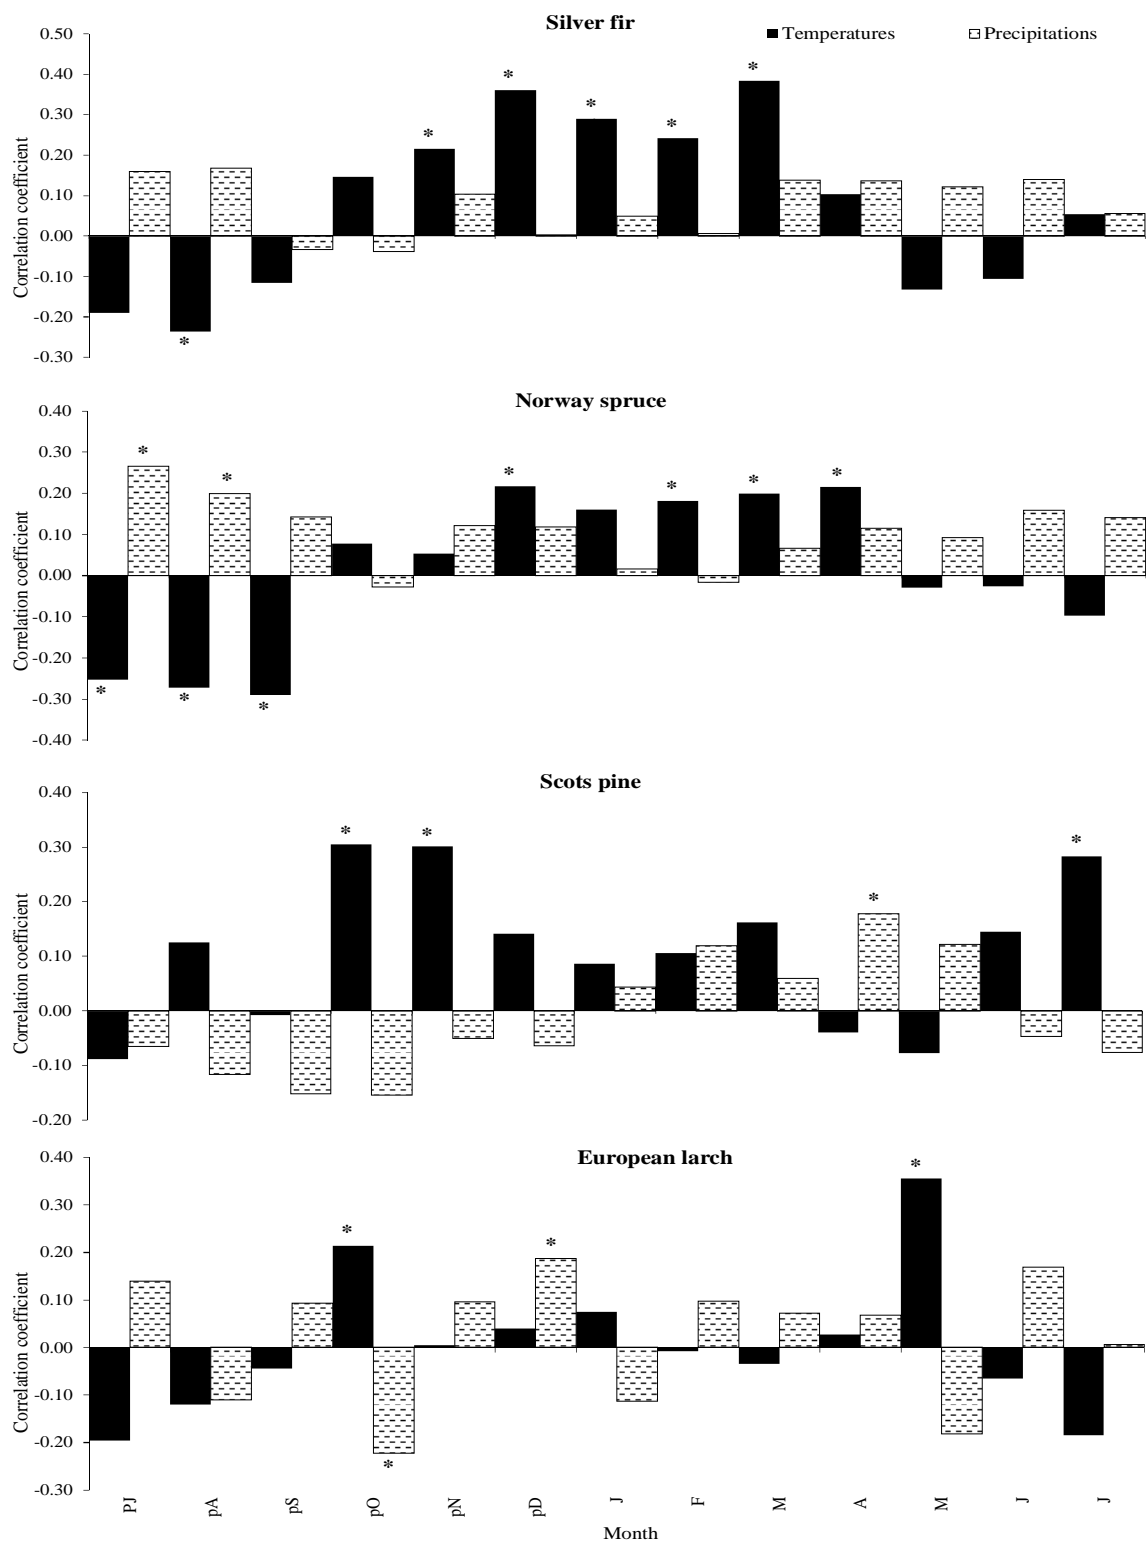 Silver fir
Temperatures Precipitations
Correlation coefficient
0.50
0.40
0.30
0.20
0.10
0.00
-0.10
-0.20
-0.30
* * * * * *
Norway spruce
Correlation coefficient
0.40
0.30
0.20
0.10
0.00
-0.10
-0.20
-0.30
-0.40
* * * * * * * * *
Scots pine
Correlation coefficient
0.40
0.30
0.20
0.10
0.00
-0.10
-0.20
* * * *
European larch
Correlation coefficient
0.40
0.30
0.20
0.10
0.00
-0.10
-0.20
-0.30
* * * *
PJ pA pS pO pN pD J F M A M J J
Month